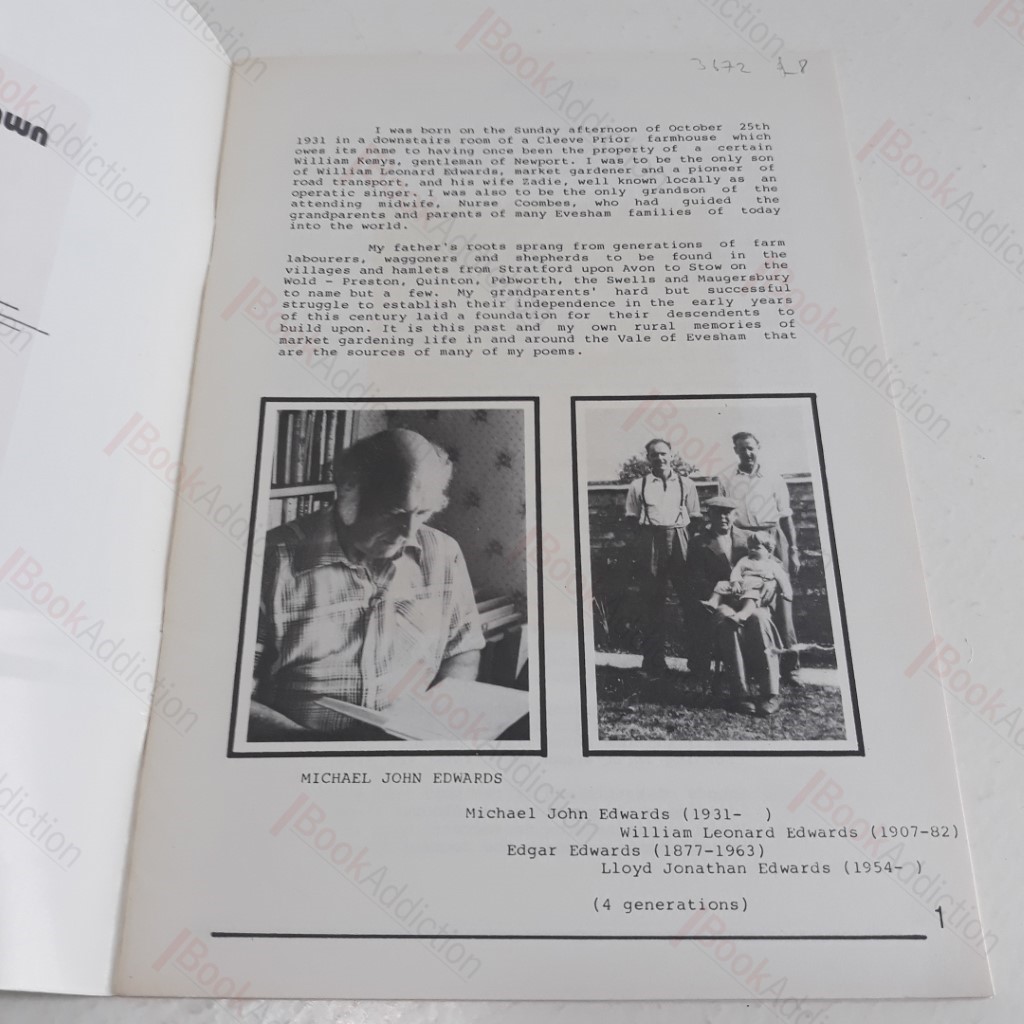 wn
3672 £8
I was born on the Sunday afternoon of October 25th
1931 in a downstairs room of a Cleeve Prior farmhouse which
owes its name to having once been the property of a certain
William Kemys, gentleman of Newport. I was to be the only son
of William Leonard Edwards, market gardener and a pioneer of
road transport, and his wife Zadie, well known locally as an
operatic singer. I was also to be the only grandson of the
attending midwife, Nurse Coombes, who had guided the
grandparents and parents of many Evesham families of today
into the world.
My father's roots sprang from generations of farm
labourers, waggoners and shepherds to be found in the
villages and hamlets from Stratford upon Avon to Stow on the
Wold - Preston, Quinton, Pebworth, the Swells and Maugersbury
to name but a few. My grandparents' hard but successful
struggle to establish their independence in the early years
of this century laid a foundation for their descendents to
build upon. It is this past and my own rural memories of
market gardening life in and around the Vale of Evesham that
are the sources of many of my poems.
MICHAEL JOHN EDWARDS
Michael John Edwards (1931- )
William Leonard Edwards (1907-82)
Edgar Edwards (1877-1963)
Lloyd Jonathan Edwards (1954- )
(4 generations)
1
BookAddiction